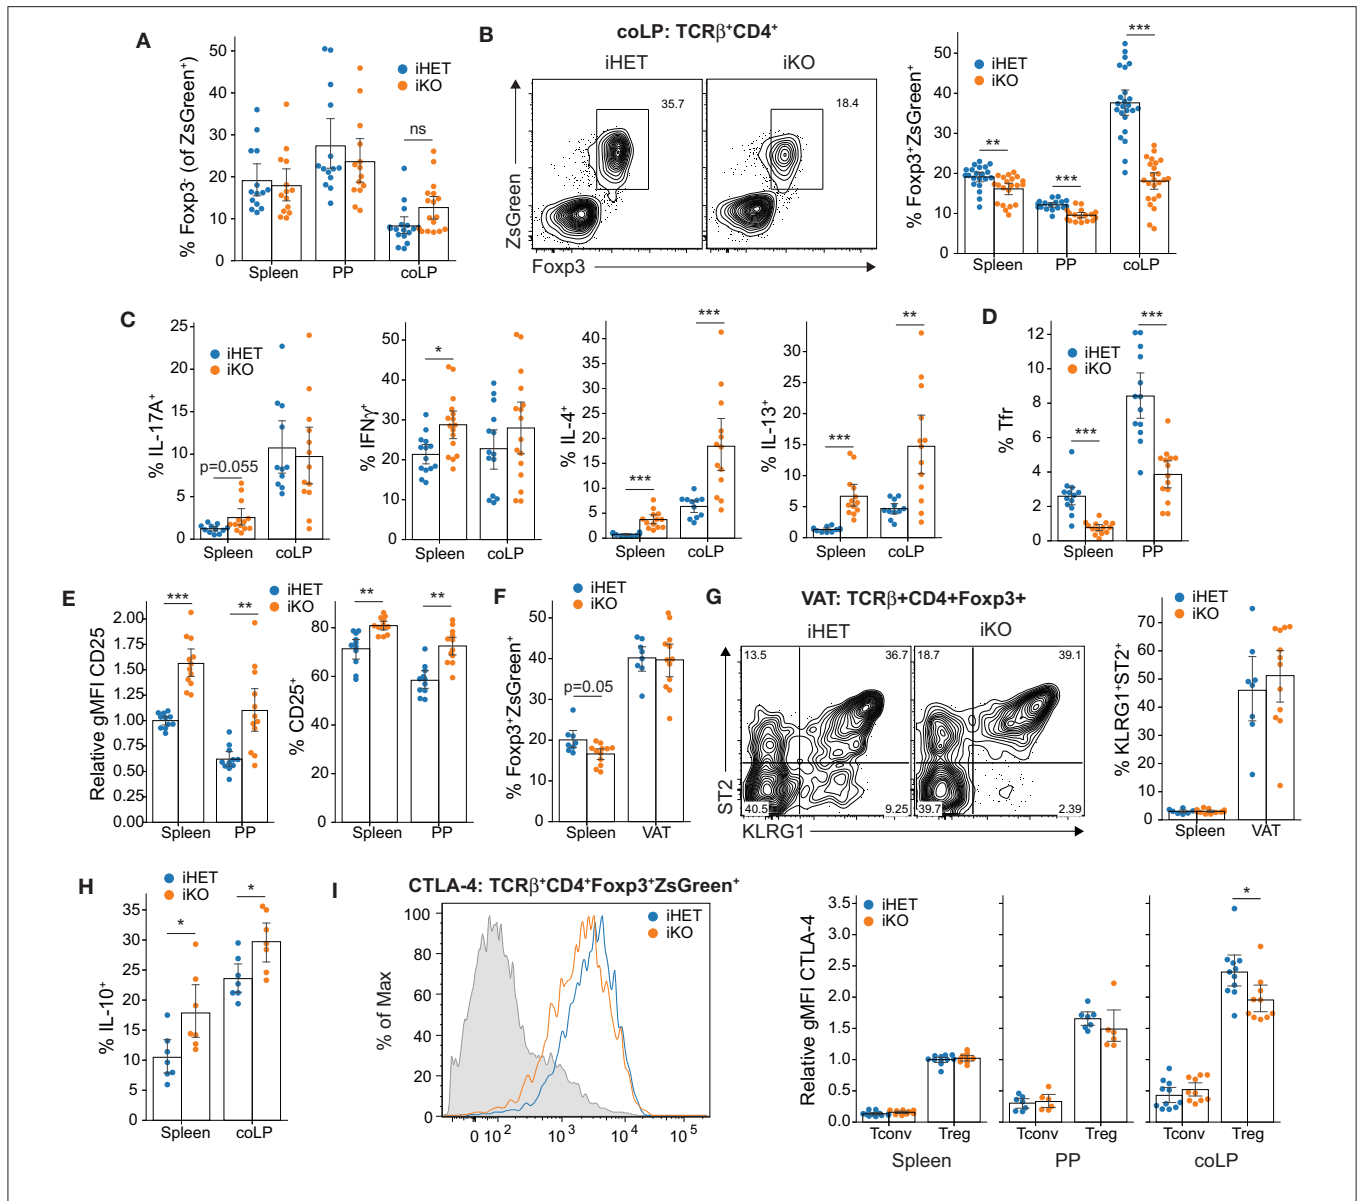 A
% Foxp3⁻ (of ZsGreen⁺)
50
40
30
20
10
0
iHET
iKO
ns
Spleen PP coLP
B
coLP: TCRβ⁺CD4⁺
iHET iKO
35.7 18.4
ZsGreen
Foxp3
% Foxp3⁺ZsGreen⁺
50
40
30
20
10
0
iHET
iKO
** *** ***
Spleen PP coLP
C
% IL-17A⁺
25
20
15
10
5
0
iHET
iKO
p=0.055
Spleen coLP
% IFNγ⁺
50
40
30
20
10
0
*
Spleen coLP
% IL-4⁺
40
35
30
25
20
15
10
5
0
*** ***
Spleen coLP
% IL-13⁺
30
25
20
15
10
5
0
*** **
Spleen coLP
D
% Tfr
12
10
8
6
4
2
0
iHET
iKO
*** ***
Spleen PP
E
Relative gMFI CD25
2.00
1.75
1.50
1.25
1.00
0.75
0.50
0.25
0.00
*** **
Spleen PP
iHET
iKO
% CD25⁺
80
60
40
20
0
** **
Spleen PP
F
% Foxp3⁺ZsGreen⁺
50
40
30
20
10
0
iHET
iKO
p=0.05
Spleen VAT
G
VAT: TCRβ+CD4+Foxp3+
iHET iKO
13.5 36.7 18.7 39.1
40.5 9.25 39.7 2.39
ST2
KLRG1
% KLRG1⁺ST2⁺
80
70
60
50
40
30
20
10
0
iHET
iKO
Spleen VAT
H
% IL-10⁺
35
30
25
20
15
10
5
0
iHET
iKO
* *
Spleen coLP
I
CTLA-4: TCRβ⁺CD4⁺Foxp3⁺ZsGreen⁺
% of Max
100
80
60
40
20
0
iHET
iKO
0 10² 10³ 10⁴ 10⁵
Relative gMFI CTLA-4
3.5
3.0
2.5
2.0
1.5
1.0
0.5
0.0
iHET
iKO
*
Tconv Treg Tconv Treg Tconv Treg
Spleen PP coLP